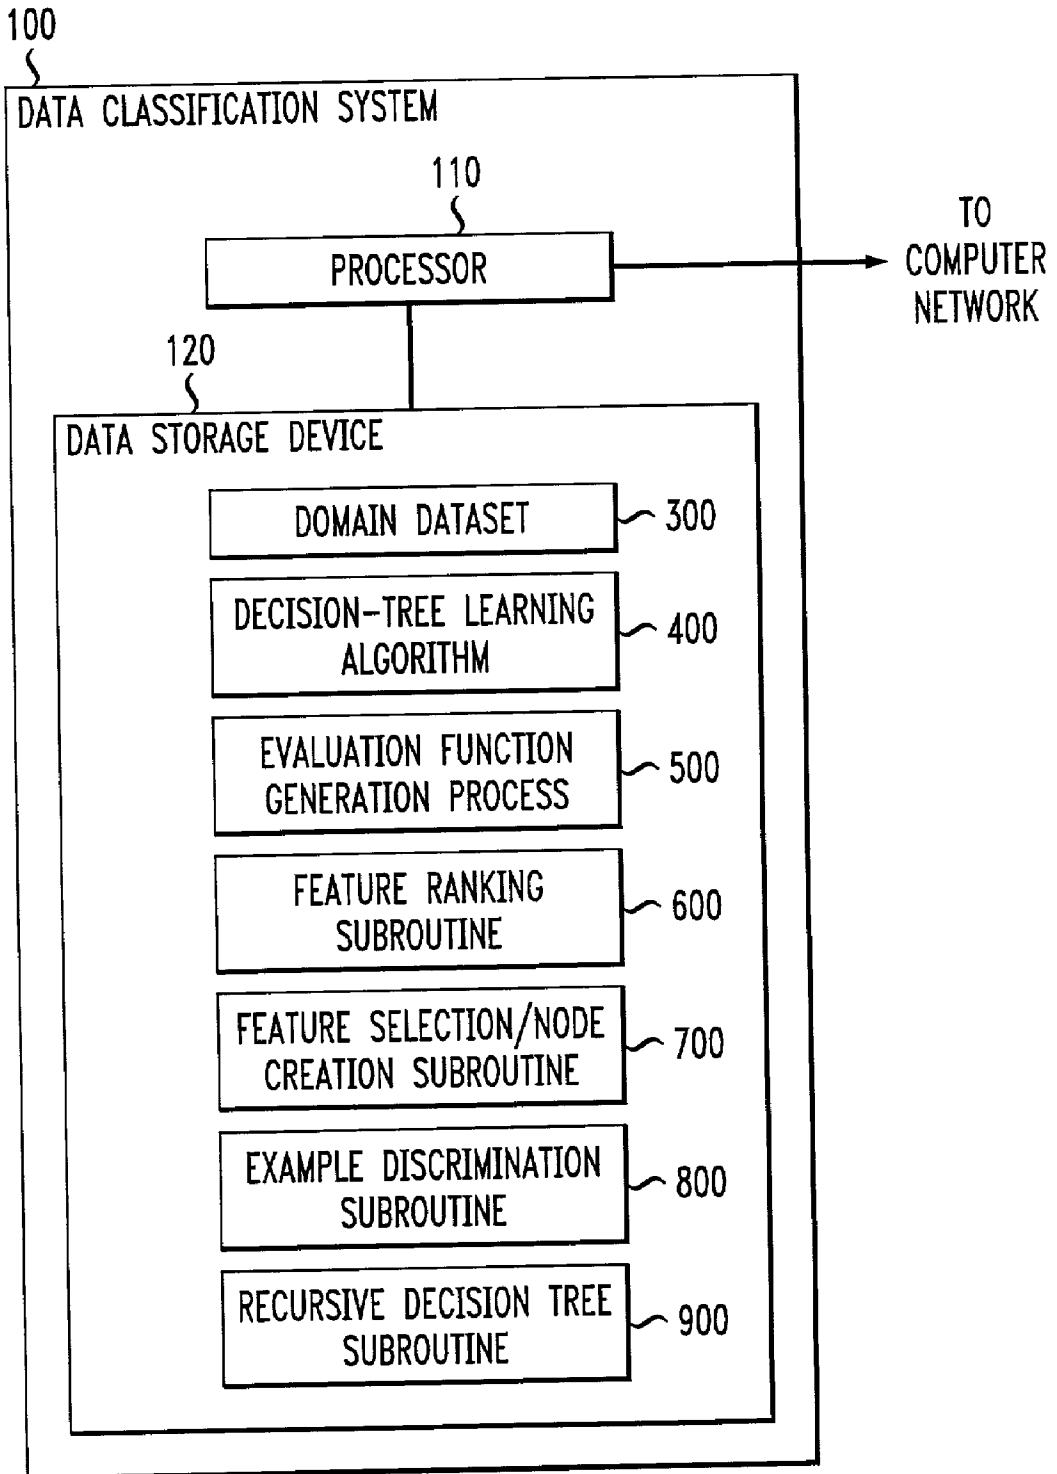 100
DATA CLASSIFICATION SYSTEM
110
PROCESSOR
TO
COMPUTER
NETWORK
120
DATA STORAGE DEVICE
DOMAIN DATASET
300
DECISION-TREE LEARNING
ALGORITHM
400
EVALUATION FUNCTION
GENERATION PROCESS
500
FEATURE RANKING
SUBROUTINE
600
FEATURE SELECTION/NODE
CREATION SUBROUTINE
700
EXAMPLE DISCRIMINATION
SUBROUTINE
800
RECURSIVE DECISION TREE
SUBROUTINE
900